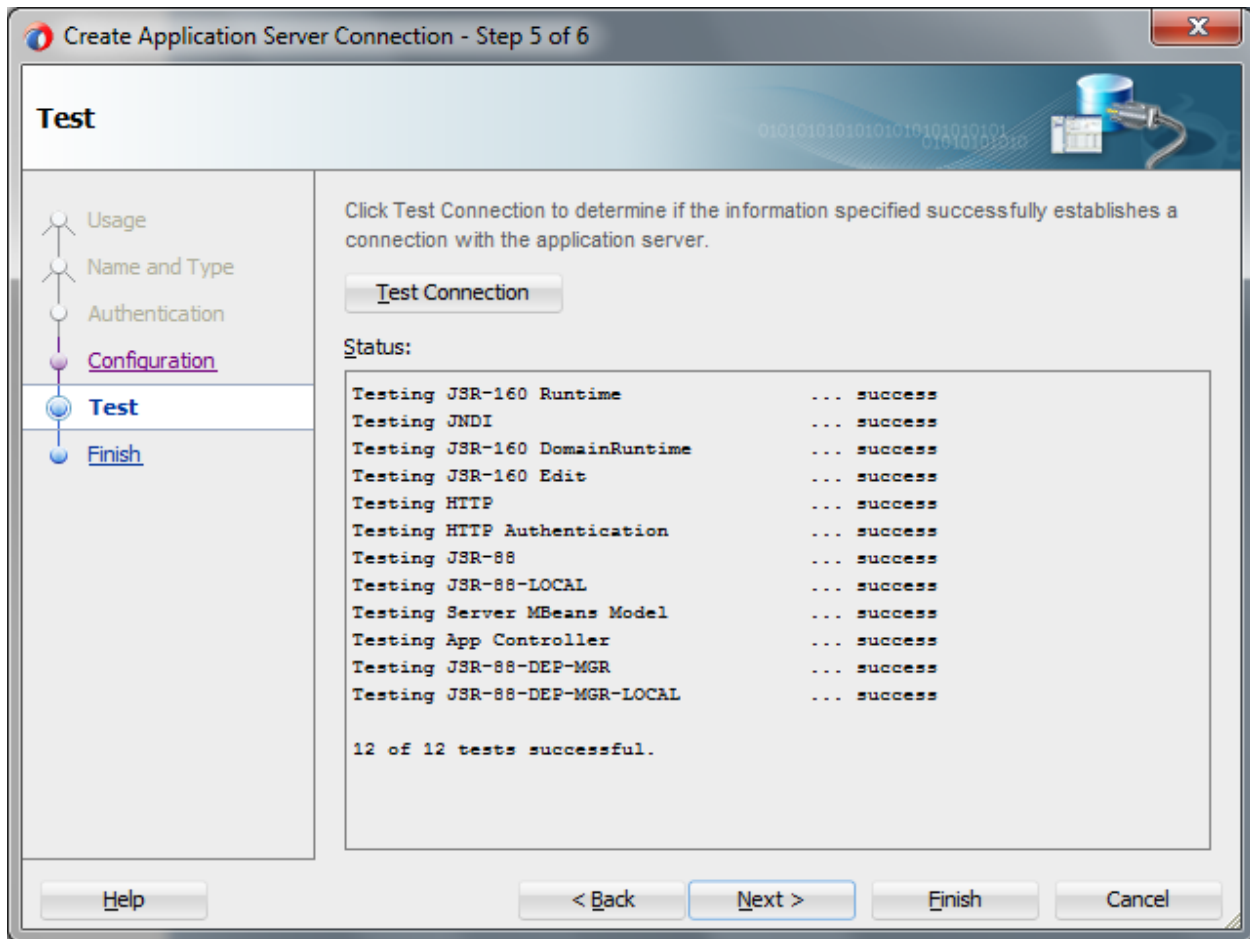 Create Application Server Connection - Step 5 of 6
Test
Usage
Name and Type
Authentication
Configuration
Test
Finish
Click Test Connection to determine if the information specified successfully establishes a
connection with the application server.
Test Connection
Status:
Testing JSR-160 Runtime ... success
Testing JNDI ... success
Testing JSR-160 DomainRuntime ... success
Testing JSR-160 Edit ... success
Testing HTTP ... success
Testing HTTP Authentication ... success
Testing JSR-88 ... success
Testing JSR-88-LOCAL ... success
Testing Server MBeans Model ... success
Testing App Controller ... success
Testing JSR-88-DEP-MGR ... success
Testing JSR-88-DEP-MGR-LOCAL ... success
12 of 12 tests successful.
Help < Back Next > Finish Cancel